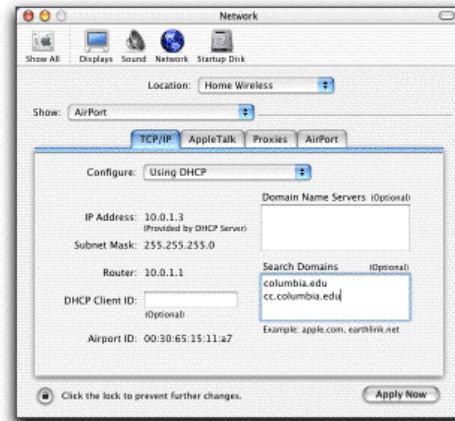 Network
Show All Displays Sound Network Startup Disk
Location: Home Wireless
Show: AirPort
TCP/IP AppleTalk Proxies AirPort
Configure: Using DHCP
Domain Name Servers (Optional)
IP Address: 10.0.1.3
(Provided by DHCP Server)
Subnet Mask: 255.255.255.0
Router: 10.0.1.1
Search Domains (Optional)
columbia.edu
cc.columbia.edu
DHCP Client ID:
(Optional)
Example: apple.com, earthlink.net
Airport ID: 00:30:65:15:11:a7
Click the lock to prevent further changes.
Apply Now